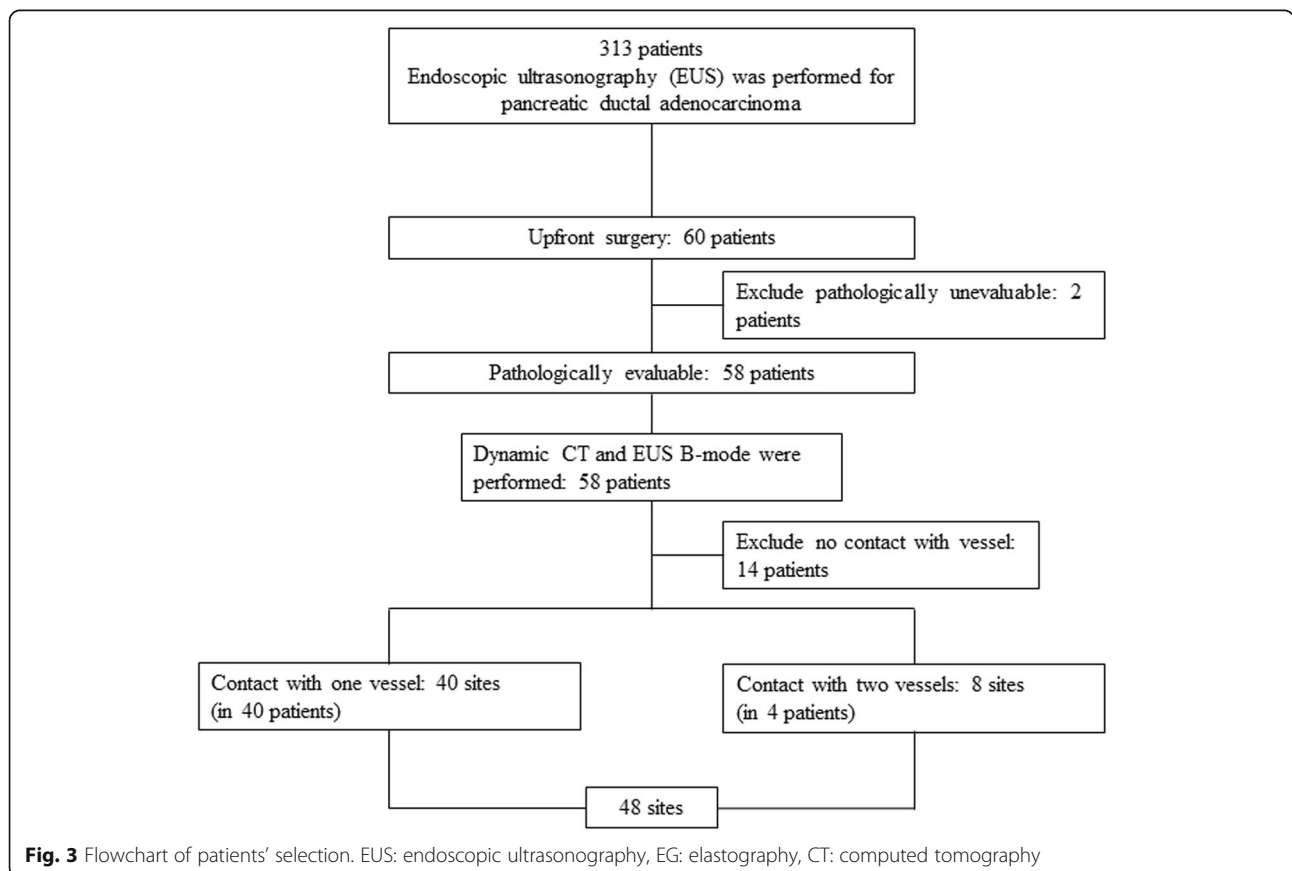 313 patients
Endoscopic ultrasonography (EUS) was performed for
pancreatic ductal adenocarcinoma
Upfront surgery: 60 patients
Exclude pathologically unevaluable: 2
patients
Pathologically evaluable: 58 patients
Dynamic CT and EUS B-mode were
performed: 58 patients
Exclude no contact with vessel:
14 patients
Contact with one vessel: 40 sites
(in 40 patients)
Contact with two vessels: 8 sites
(in 4 patients)
48 sites
Fig. 3 Flowchart of patients’ selection. EUS: endoscopic ultrasonography, EG: elastography, CT: computed tomography